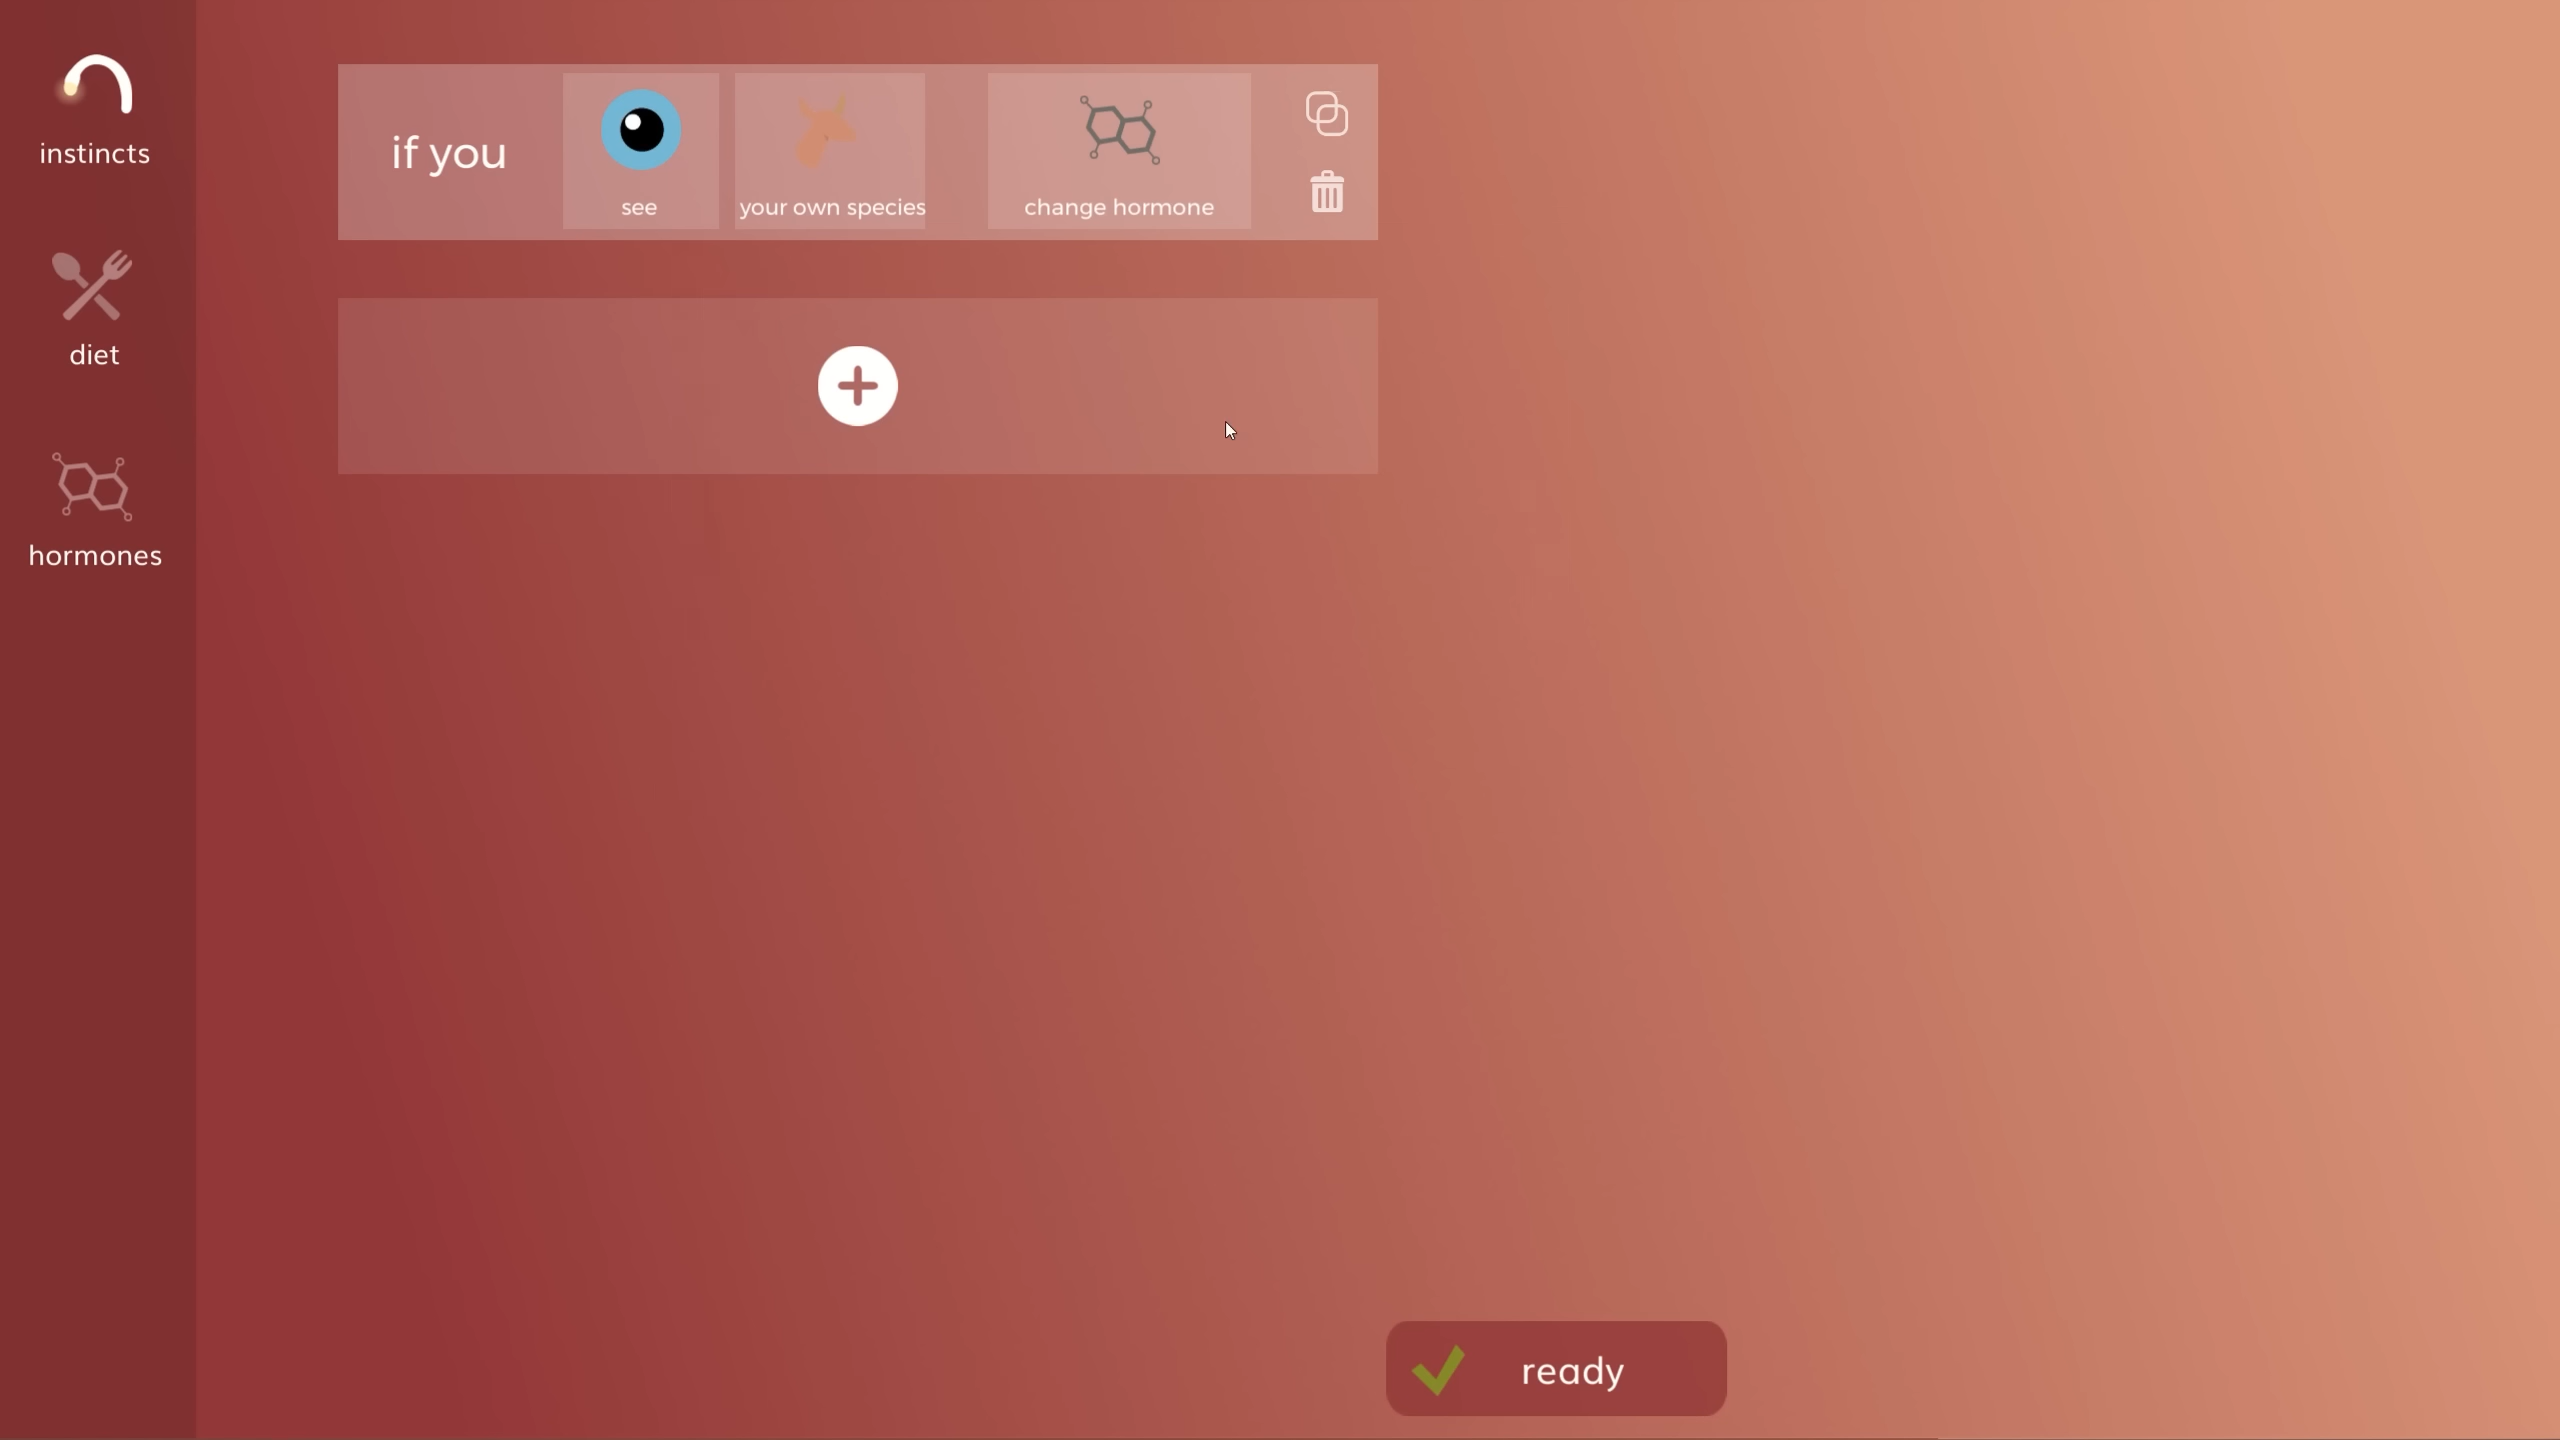 instincts
diet
hormones
if you
see
your own species
change hormone
ready